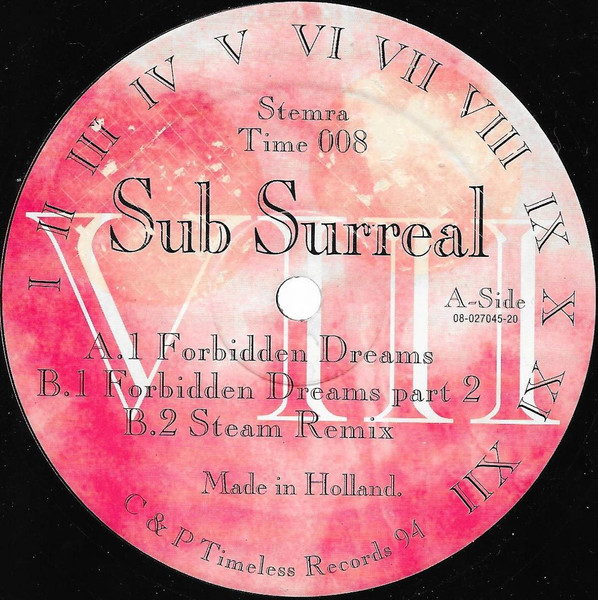 I II III IV V VI VII VIII IX X XI XII
Stemra
Time 008
Sub Surreal
VIII
A-Side
08-027045-20
A.1 Forbidden Dreams
B.1 Forbidden Dreams part 2
B.2 Steam Remix
Made in Holland.
C & P Timeless Records 94